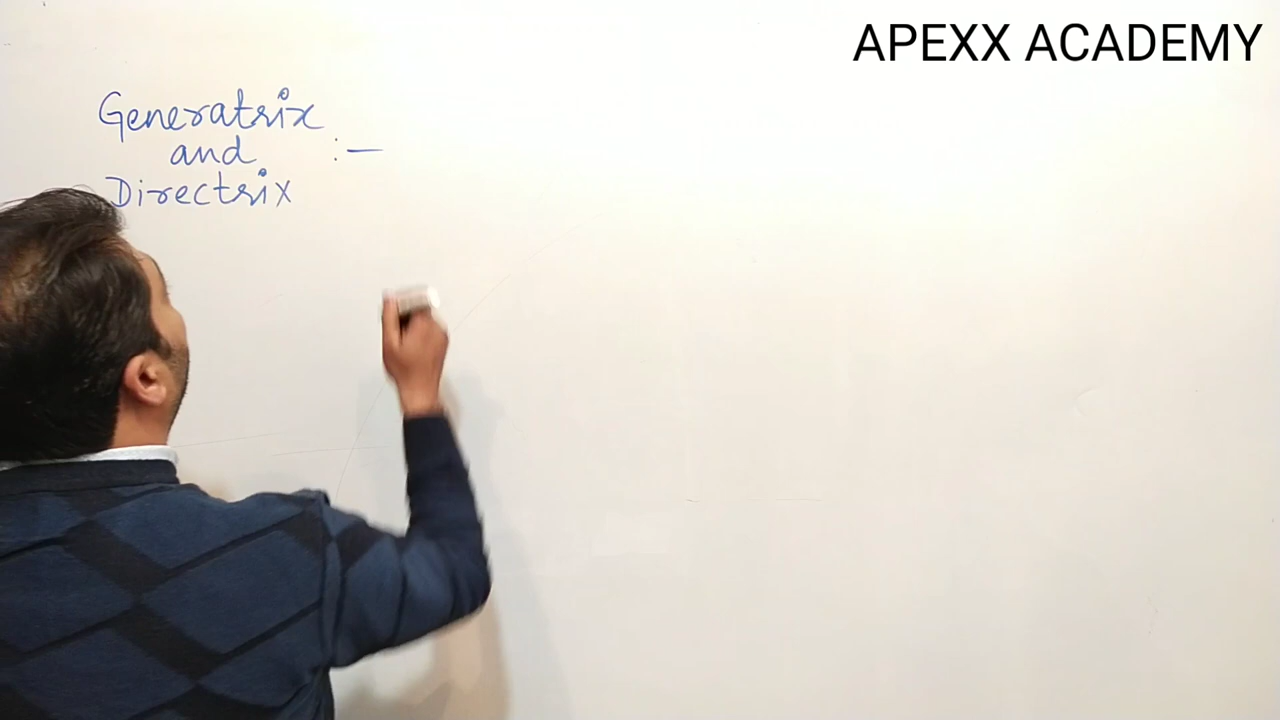 APEXX ACADEMY
Generatrix
and :—
Directrix